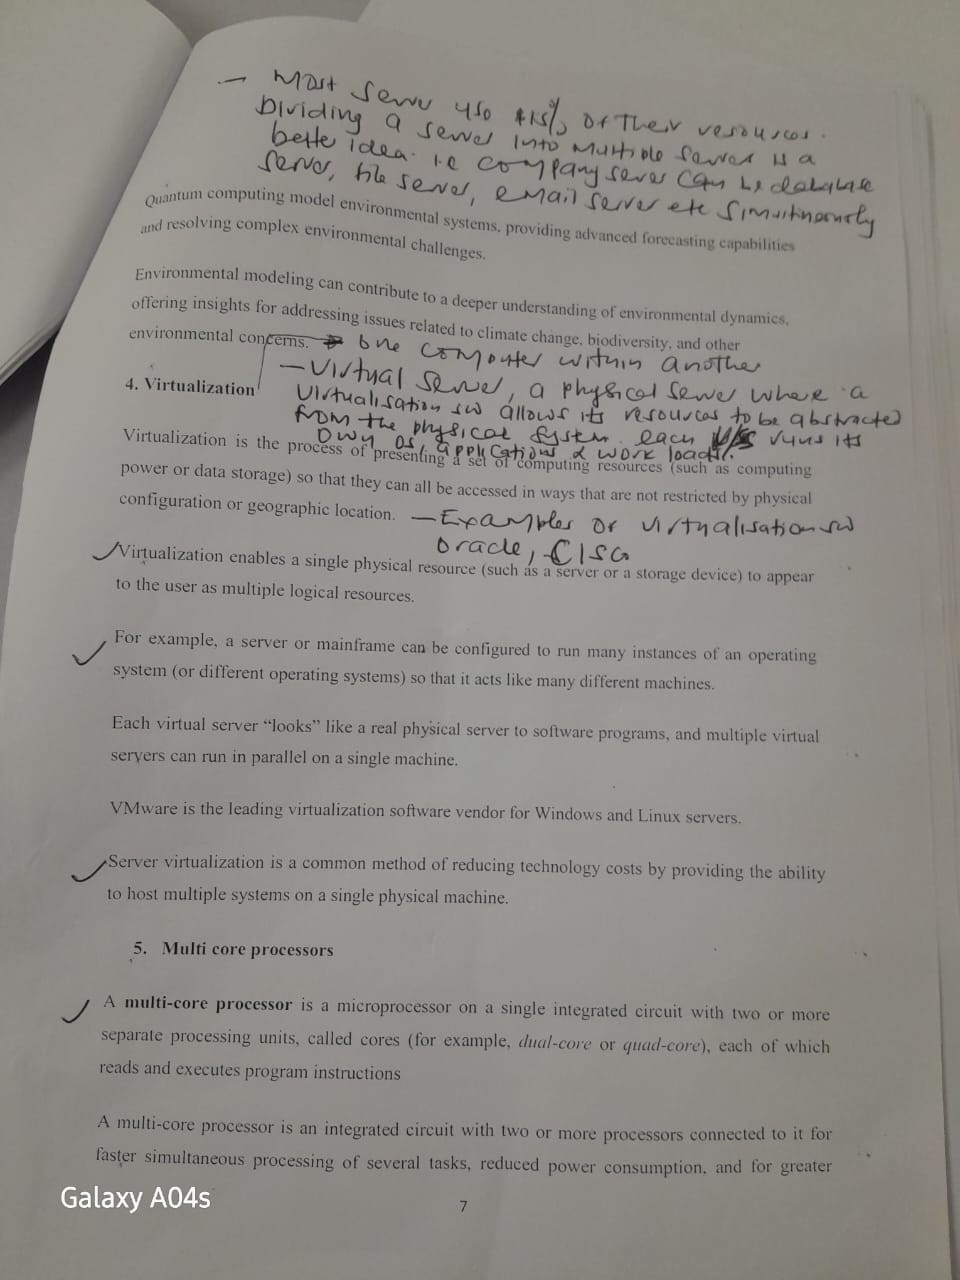 — Most server use 15% of their resources.
Dividing a server into multiple server is a
better idea. i.e company server can be database
server, file server, email server etc simultineously
Quantum computing model environmental systems, providing advanced forecasting capabilities
and resolving complex environmental challenges.
Environmental modeling can contribute to a deeper understanding of environmental dynamics,
offering insights for addressing issues related to climate change, biodiversity, and other
environmental concerns.
one computer within another
4. Virtualization
— Virtual server, a physical server where a
virtualisation sw allows its resources to be abstracted
from the physical system. each V/S runs its
own os, applications & work loads.
Virtualization is the process of presenting a set of computing resources (such as computing
power or data storage) so that they can all be accessed in ways that are not restricted by physical
configuration or geographic location.
— Examples of virtualisation sw
oracle, CISCO
Virtualization enables a single physical resource (such as a server or a storage device) to appear
to the user as multiple logical resources.
For example, a server or mainframe can be configured to run many instances of an operating
system (or different operating systems) so that it acts like many different machines.
Each virtual server “looks” like a real physical server to software programs, and multiple virtual
servers can run in parallel on a single machine.
VMware is the leading virtualization software vendor for Windows and Linux servers.
Server virtualization is a common method of reducing technology costs by providing the ability
to host multiple systems on a single physical machine.
5. Multi core processors
A multi-core processor is a microprocessor on a single integrated circuit with two or more
separate processing units, called cores (for example, dual-core or quad-core), each of which
reads and executes program instructions
A multi-core processor is an integrated circuit with two or more processors connected to it for
faster simultaneous processing of several tasks, reduced power consumption, and for greater
7
Galaxy A04s